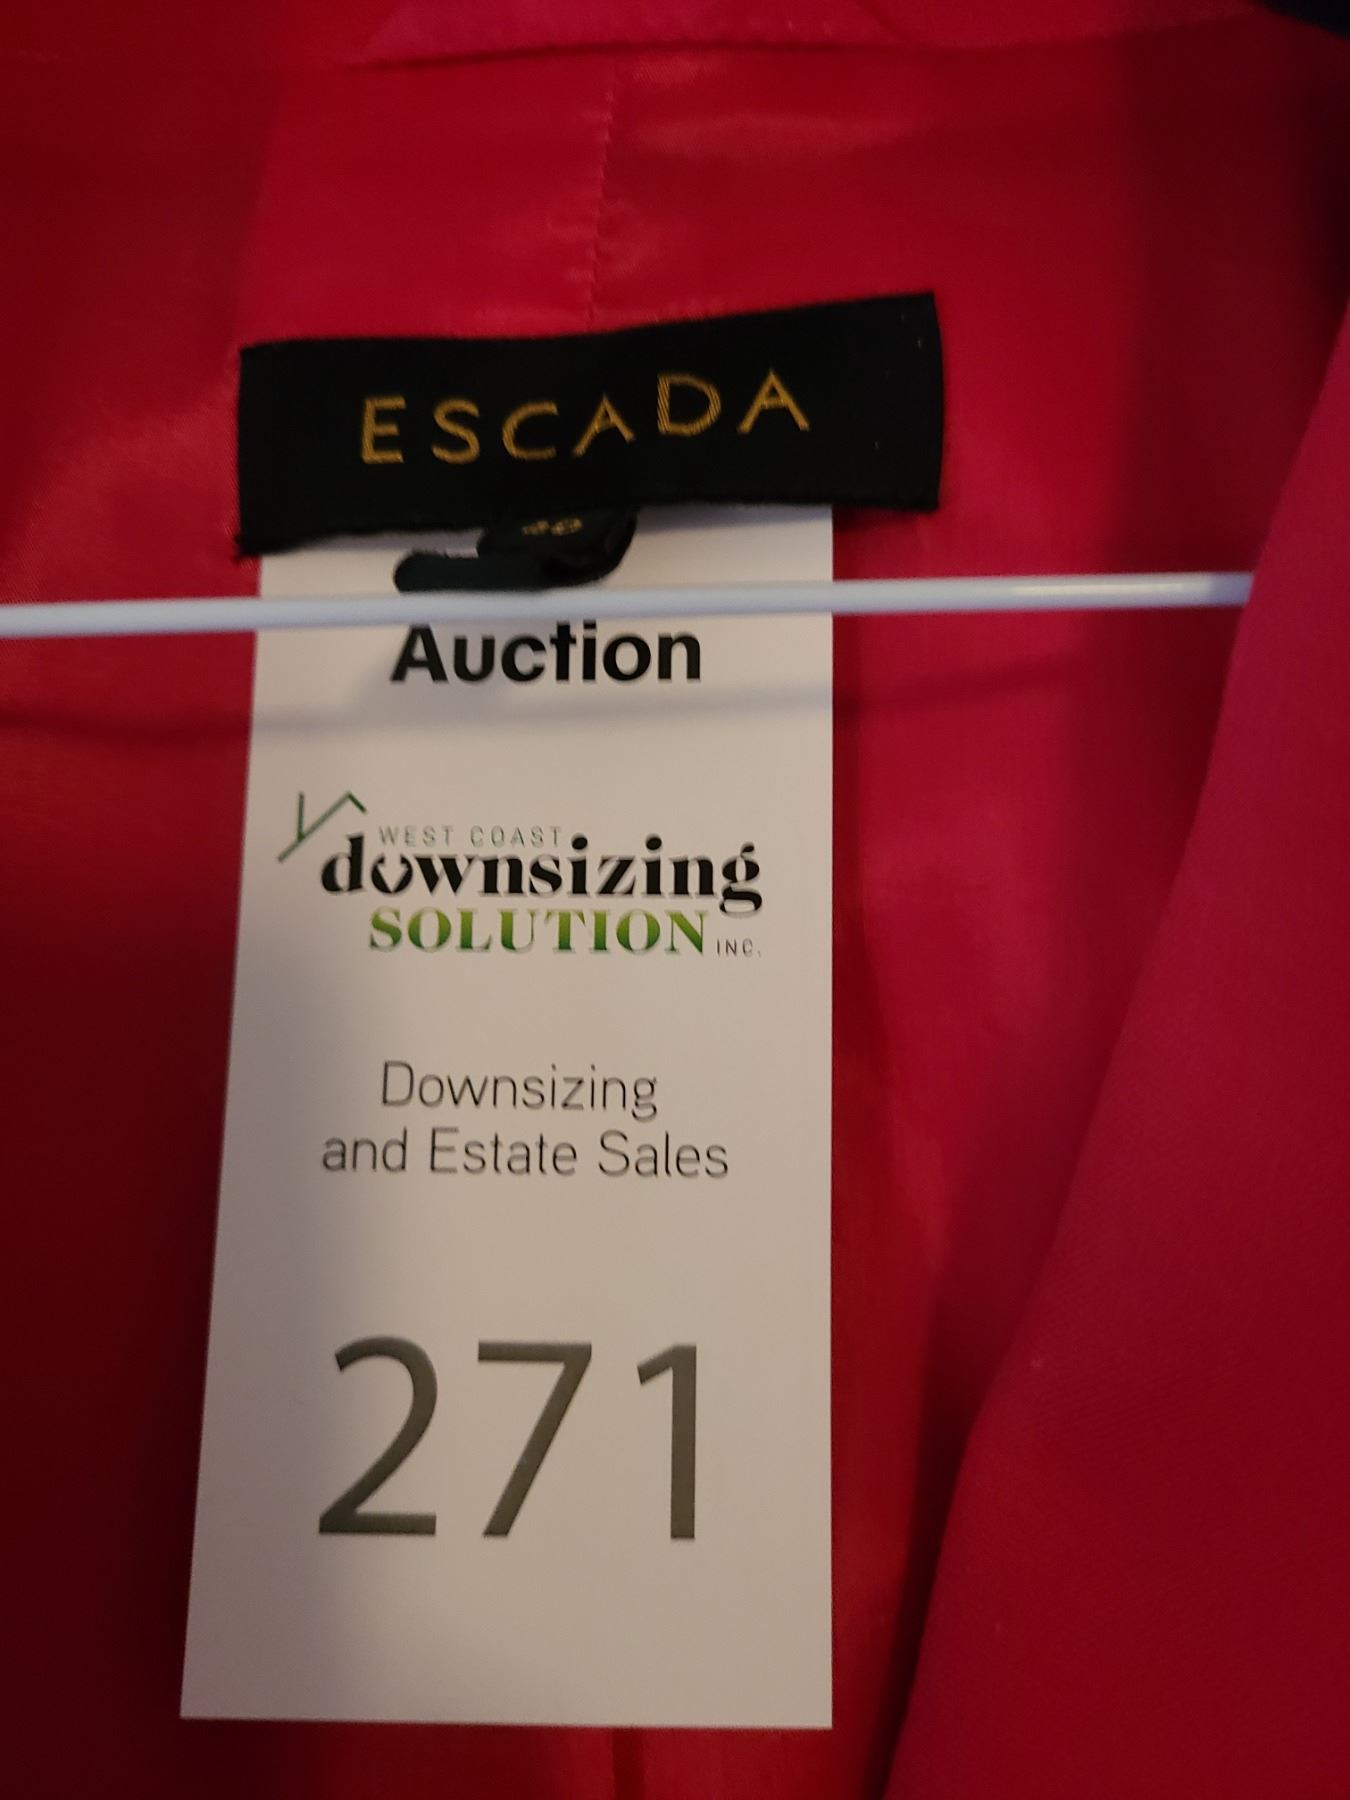 ESCADA
Auction
WEST COAST
downsizing
SOLUTION INC.
Downsizing
and Estate Sales
271